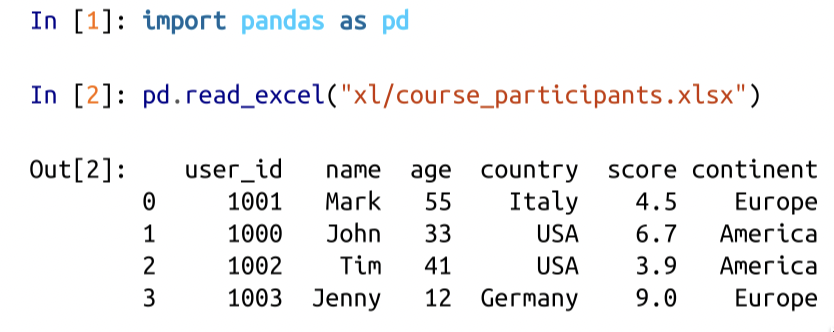 In [1]: import pandas as pd
In [2]: pd.read_excel("xl/course_participants.xlsx")
Out[2]: user_id name age country score continent
0 1001 Mark 55 Italy 4.5 Europe
1 1000 John 33 USA 6.7 America
2 1002 Tim 41 USA 3.9 America
3 1003 Jenny 12 Germany 9.0 Europe